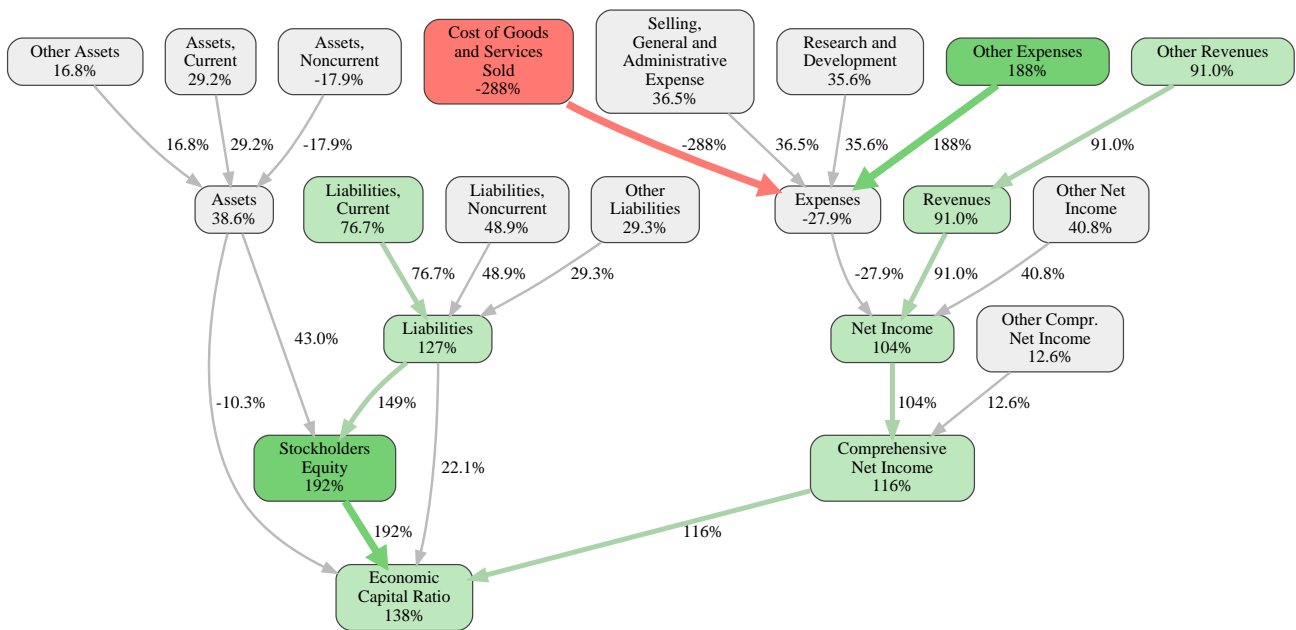 Other Assets
16.8%
Assets,
Current
29.2%
Assets,
Noncurrent
-17.9%
Cost of Goods
and Services
Sold
-288%
Selling,
General and
Administrative
Expense
36.5%
Research and
Development
35.6%
Other Expenses
188%
Other Revenues
91.0%
16.8%
29.2%
-17.9%
-288%
36.5%
35.6%
188%
91.0%
Assets
38.6%
Liabilities,
Current
76.7%
Liabilities,
Noncurrent
48.9%
Other
Liabilities
29.3%
Expenses
-27.9%
Revenues
91.0%
Other Net
Income
40.8%
76.7%
48.9%
29.3%
-27.9%
91.0%
40.8%
43.0%
Liabilities
127%
Net Income
104%
Other Compr.
Net Income
12.6%
-10.3%
149%
104%
12.6%
Stockholders
Equity
192%
22.1%
Comprehensive
Net Income
116%
192%
116%
Economic
Capital Ratio
138%